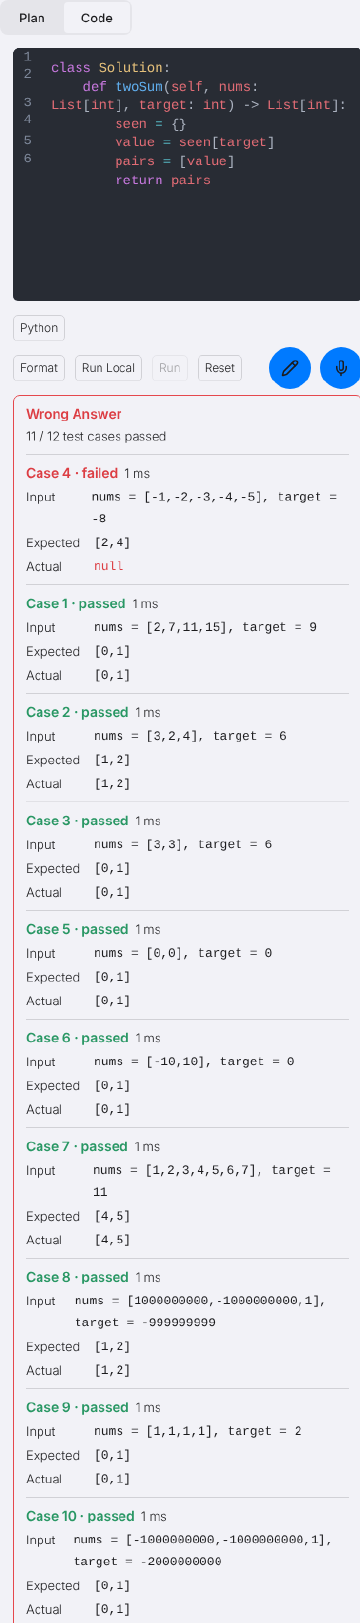 Plan Code
1 class Solution:
2 def twoSum(self, nums:
List[int], target: int) -> List[int]:
3 seen = {}
4 value = seen[target]
5 pairs = [value]
6 return pairs
Python
Format Run Local Run Reset
Wrong Answer
11 / 12 test cases passed
Case 4 · failed 1 ms
Input nums = [-1,-2,-3,-4,-5], target =
-8
Expected [2,4]
Actual null
Case 1 · passed 1 ms
Input nums = [2,7,11,15], target = 9
Expected [0,1]
Actual [0,1]
Case 2 · passed 1 ms
Input nums = [3,2,4], target = 6
Expected [1,2]
Actual [1,2]
Case 3 · passed 1 ms
Input nums = [3,3], target = 6
Expected [0,1]
Actual [0,1]
Case 5 · passed 1 ms
Input nums = [0,0], target = 0
Expected [0,1]
Actual [0,1]
Case 6 · passed 1 ms
Input nums = [-10,10], target = 0
Expected [0,1]
Actual [0,1]
Case 7 · passed 1 ms
Input nums = [1,2,3,4,5,6,7], target =
11
Expected [4,5]
Actual [4,5]
Case 8 · passed 1 ms
Input nums = [1000000000,-1000000000,1],
target = -999999999
Expected [1,2]
Actual [1,2]
Case 9 · passed 1 ms
Input nums = [1,1,1,1], target = 2
Expected [0,1]
Actual [0,1]
Case 10 · passed 1 ms
Input nums = [-1000000000,-1000000000,1],
target = -2000000000
Expected [0,1]
Actual [0,1]